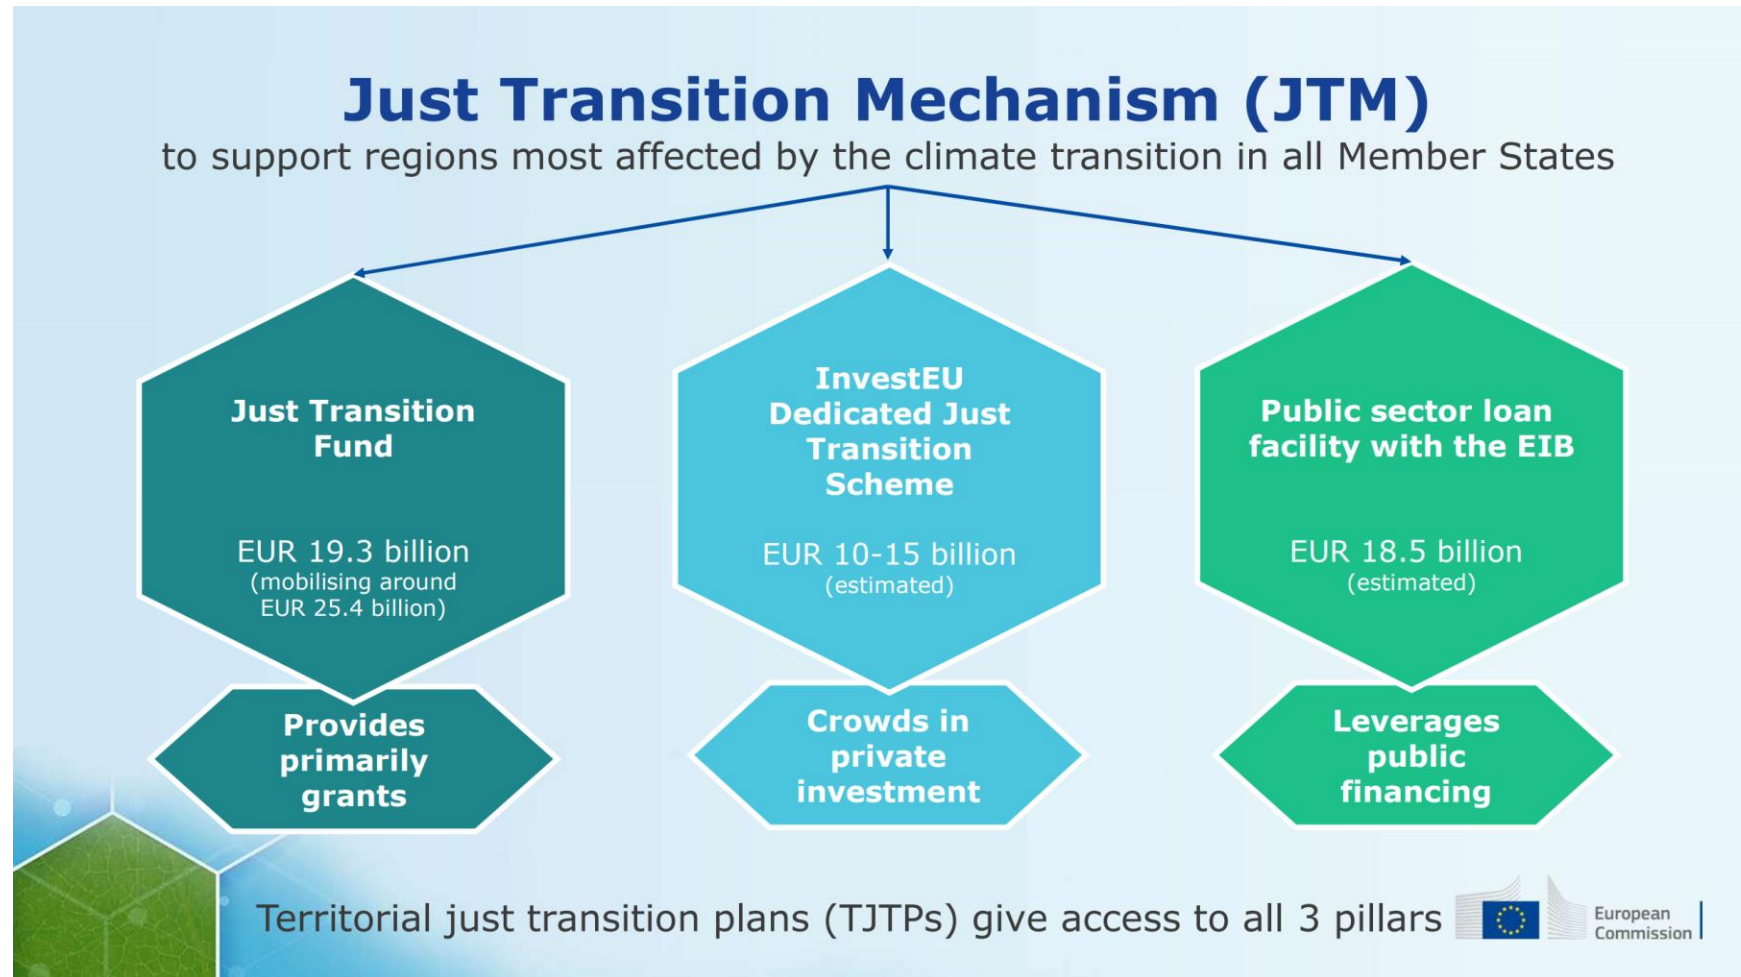 Just Transition Mechanism (JTM)
to support regions most affected by the climate transition in all Member States
Just Transition
Fund
EUR 19.3 billion
(mobilising around
EUR 25.4 billion)
Provides
primarily
grants
InvestEU
Dedicated Just
Transition
Scheme
EUR 10-15 billion
(estimated)
Crowds in
private
investment
Public sector loan
facility with the EIB
EUR 18.5 billion
(estimated)
Leverages
public
financing
Territorial just transition plans (TJTPs) give access to all 3 pillars
European
Commission